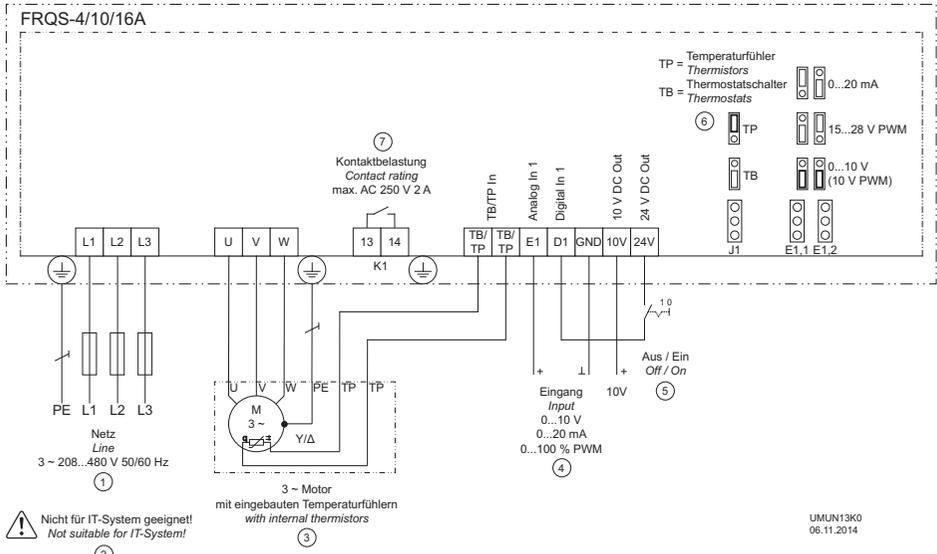 FRQS-4/10/16A
TP = Temperaturfühler
Thermistors
TB = Thermostatschalter
Thermostats
6
0...20 mA
TP
15...28 V PWM
TB
0...10 V
(10 V PWM)
J1
E1,1 E1,2
7
Kontaktbelastung
Contact rating
max. AC 250 V 2 A
TB/TP In
Analog In 1
Digital In 1
10 V DC Out
24 V DC Out
L1 L2 L3
U V W
13 14
K1
TB/TP TB/TP E1 D1 GND 10V 24V
1 0
Aus / Ein
Off / On
5
+ ⊥ +
10V
Eingang
Input
0...10 V
0...20 mA
0...100 % PWM
4
PE L1 L2 L3
Netz
Line
3 ~ 208...480 V 50/60 Hz
1
U V W PE TP TP
M
3 ~
Y/Δ
3 ~ Motor
mit eingebauten Temperaturfühlern
with internal thermistors
3
Nicht für IT-System geeignet!
Not suitable for IT-System!
2
UMUN13K0
06.11.2014